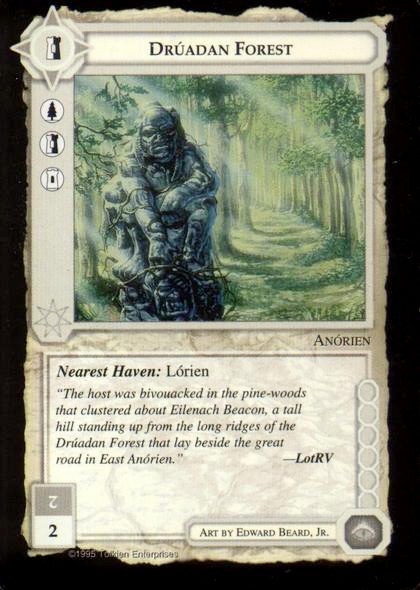 DRÚADAN FOREST
ANÓRIEN
Nearest Haven: Lórien
“The host was bivouacked in the pine-woods
that clustered about Eilenach Beacon, a tall
hill standing up from the long ridges of the
Drúadan Forest that lay beside the great
road in East Anórien.” —LotRV
2
2
ART BY EDWARD BEARD, JR.
©1995 Tolkien Enterprises